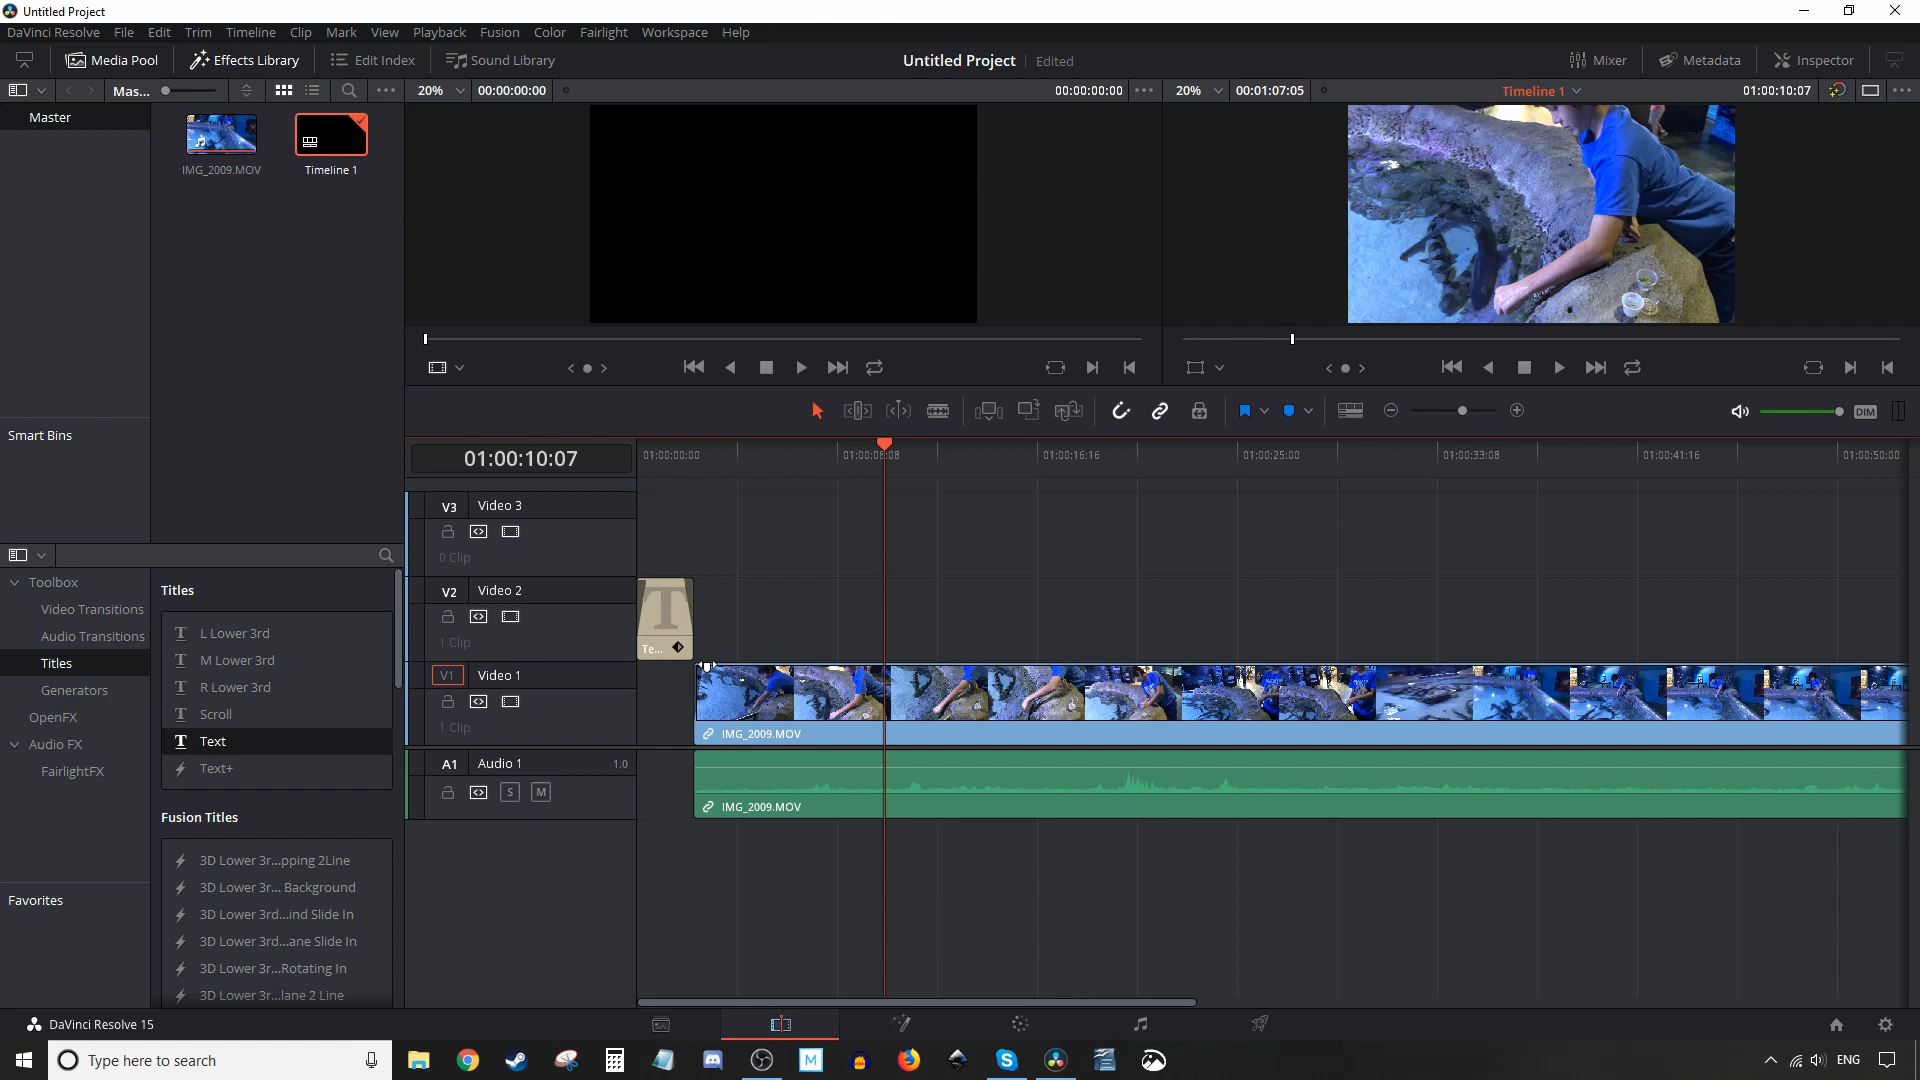 Untitled Project
DaVinci Resolve File Edit Trim Timeline Clip Mark View Playback Fusion Color Fairlight Workspace Help
Media Pool Effects Library Edit Index Sound Library Untitled Project Edited Mixer Metadata Inspector
Mas... 20% 00:00:00:00 00:00:00:00 20% 00:01:07:05 Timeline 1 01:00:10:07
Master
IMG_2009.MOV Timeline 1
DIM
01:00:10:07 01:00:00:00 01:00:08:08 01:00:16:16 01:00:25:00 01:00:33:08 01:00:41:16 01:00:50:00
Smart Bins
V3 Video 3
0 Clip
V2 Video 2
1 Clip
T
Te...
V1 Video 1
1 Clip
IMG_2009.MOV
A1 Audio 1 1.0
S M
IMG_2009.MOV
Toolbox
Video Transitions
Audio Transitions
Titles
Generators
OpenFX
Audio FX
FairlightFX
Favorites
Titles
T L Lower 3rd
T M Lower 3rd
T R Lower 3rd
T Scroll
T Text
Text+
Fusion Titles
3D Lower 3r...pping 2Line
3D Lower 3r... Background
3D Lower 3rd...ind Slide In
3D Lower 3rd...ane Slide In
3D Lower 3r...Rotating In
3D Lower 3r...lane 2 Line
DaVinci Resolve 15
Type here to search M S ENG